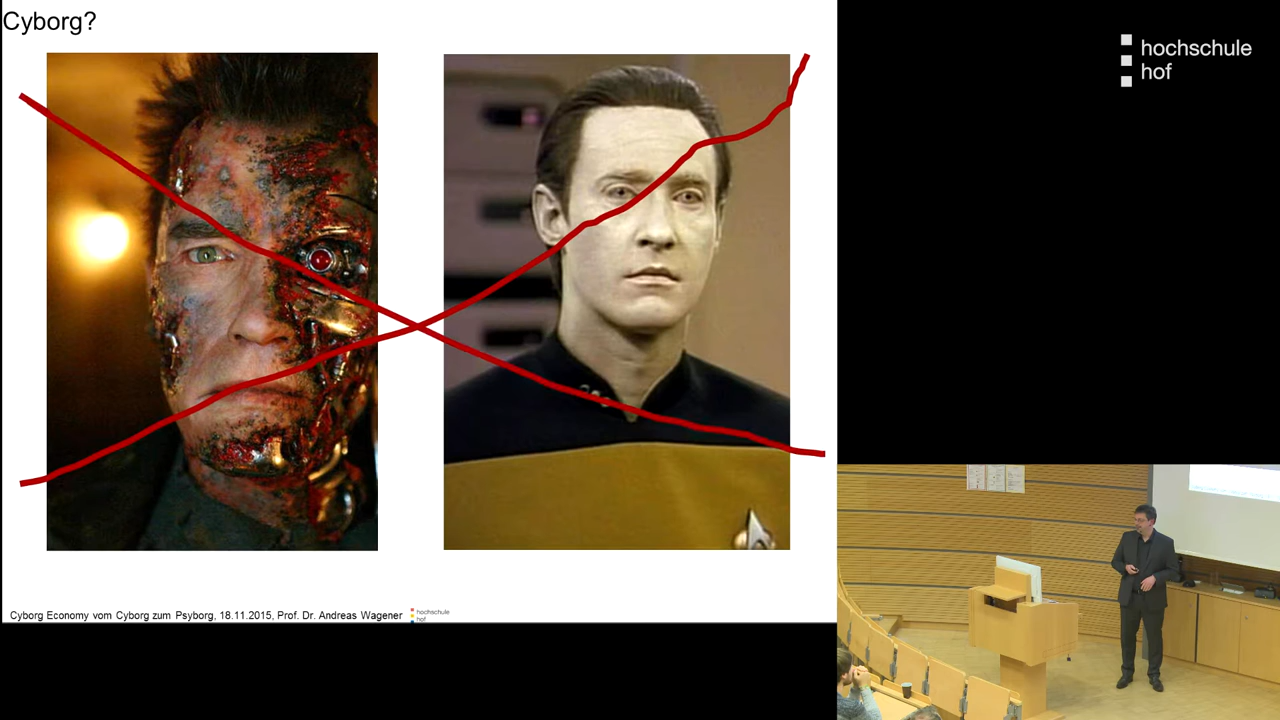 Cyborg?
hochschule
hof
Cyborg Economy vom Cyborg zum Psyborg, 18.11.2015, Prof. Dr. Andreas Wagener
hochschule
hof